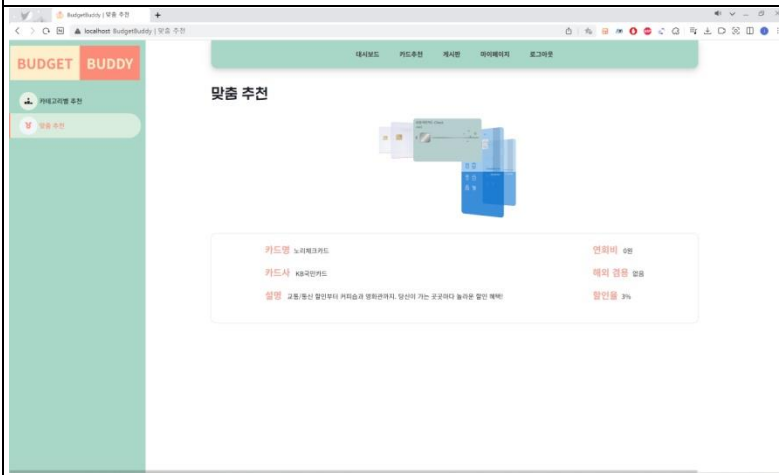 BudgetBuddy | 맞춤 추천
localhost BudgetBuddy | 맞춤 추천
BUDGET BUDDY
대시보드 카드추천 게시판 마이페이지 로그아웃
카테고리별 추천
맞춤 추천
맞춤 추천
카드명 노리체크카드
연회비 0원
카드사 KB국민카드
해외 겸용 없음
설명 교통/통신 할인부터 커피숍과 영화관까지. 당신이 가는 곳곳마다 놀라운 할인 혜택!
할인율 3%